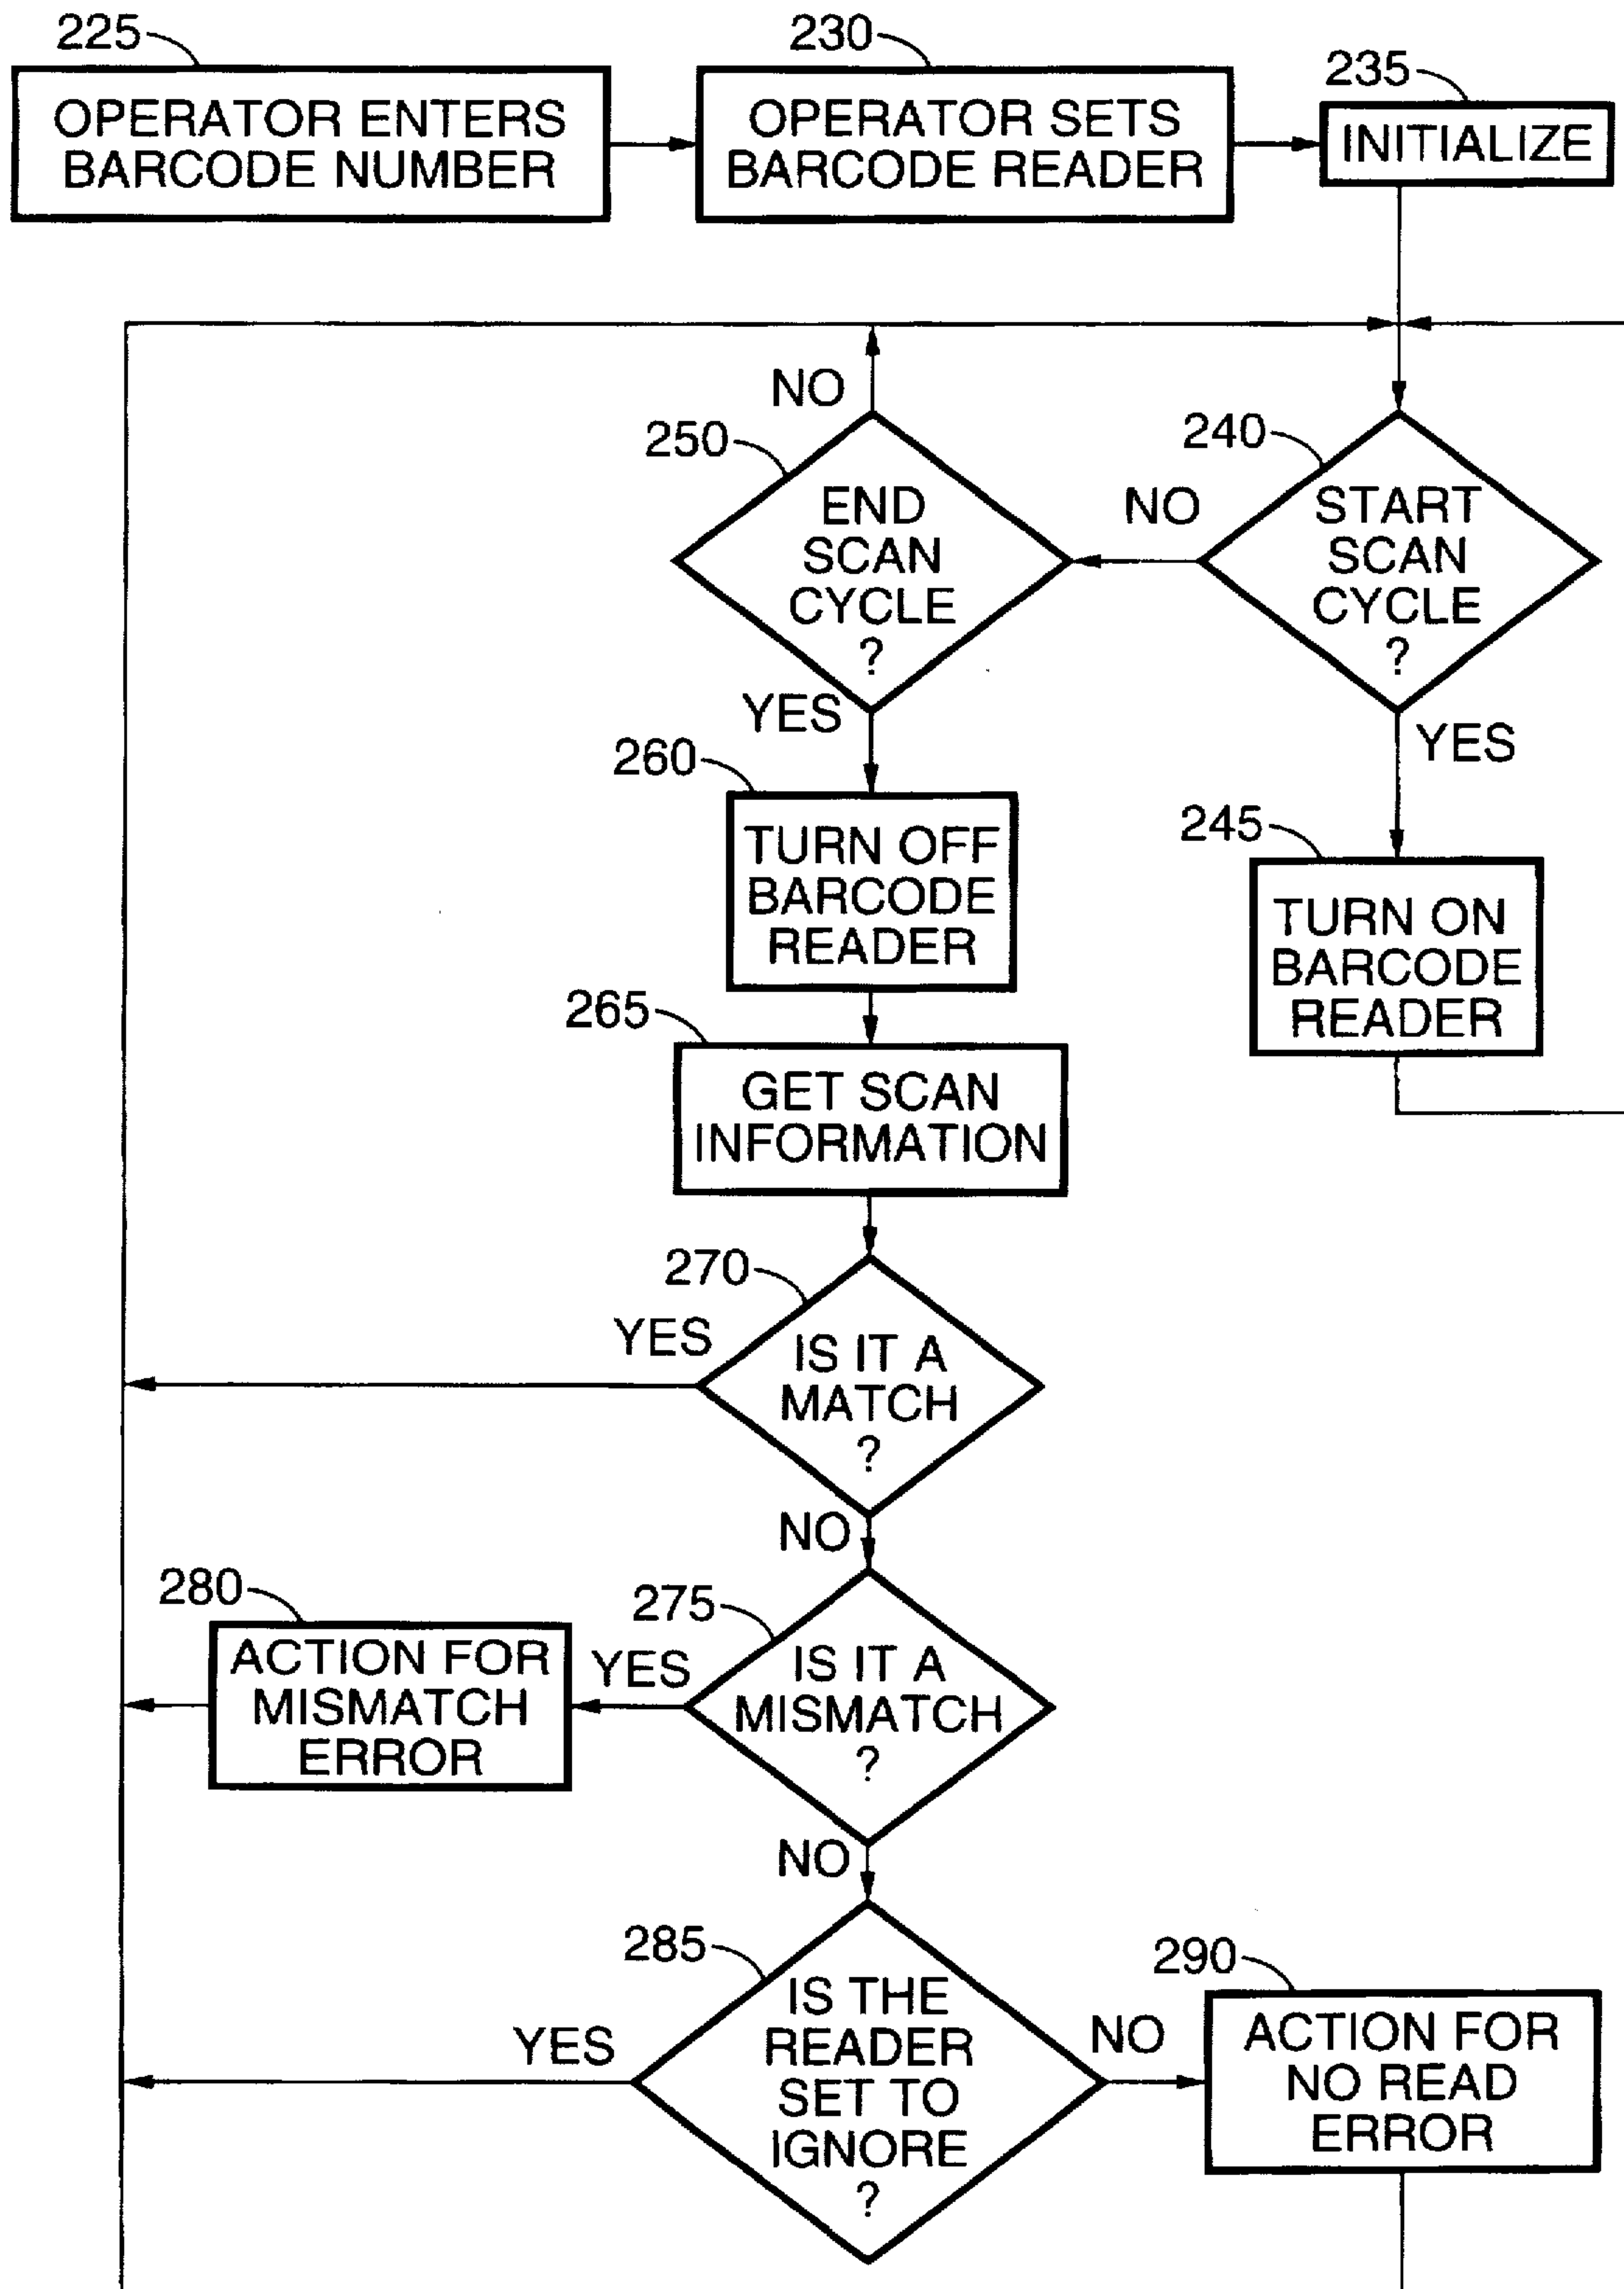 225
OPERATOR ENTERS
BARCODE NUMBER
230
OPERATOR SETS
BARCODE READER
235
INITIALIZE
NO
250
END
SCAN
CYCLE
?
NO
240
START
SCAN
CYCLE
?
YES
YES
260
TURN OFF
BARCODE
READER
245
TURN ON
BARCODE
READER
265
GET SCAN
INFORMATION
270
YES
IS IT A
MATCH
?
NO
280
ACTION FOR
MISMATCH
ERROR
275
YES
IS IT A
MISMATCH
?
NO
285
YES
IS THE
READER
SET TO
IGNORE
?
NO
290
ACTION FOR
NO READ
ERROR